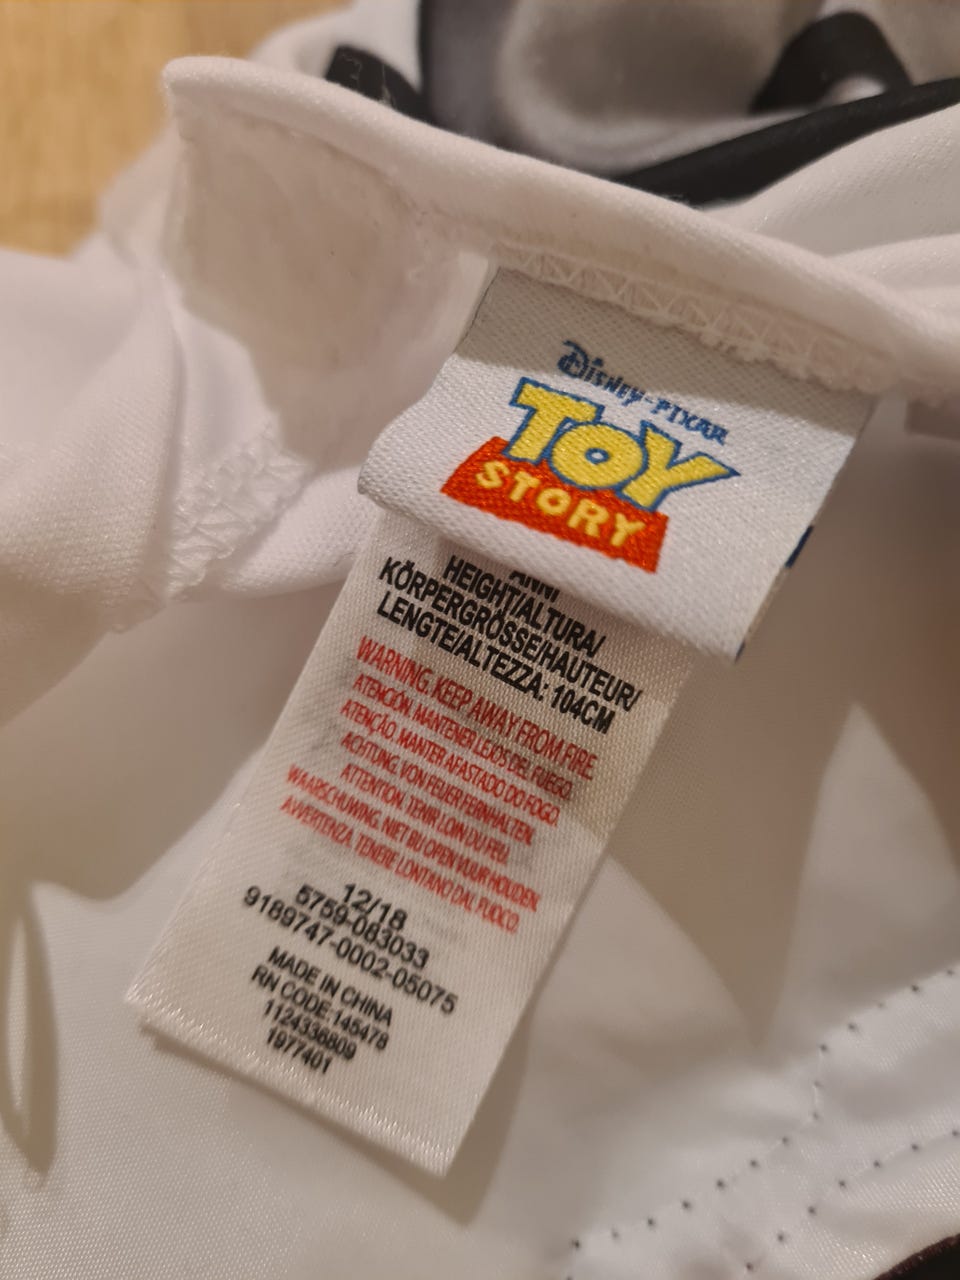 Disney·PIXAR
TOY
STORY
ANNI
HEIGHT/ALTURA/
KÖRPERGRÖSSE/HAUTEUR/
LENGTE/ALTEZZA: 104CM
WARNING. KEEP AWAY FROM FIRE
ATENCIÓN. MANTENER LEJOS DEL FUEGO.
ATENÇÃO. MANTER AFASTADO DO FOGO.
ACHTUNG. VON FEUER FERNHALTEN.
ATTENTION. TENIR LOIN DU FEU.
WAARSCHUWING. NIET BIJ OPEN VUUR HOUDEN.
AVVERTENZA. TENERE LONTANO DAL FUOCO.
12/18
5759-083033
9189747-0002-05075
MADE IN CHINA
RN CODE:145478
1124336809
1977401